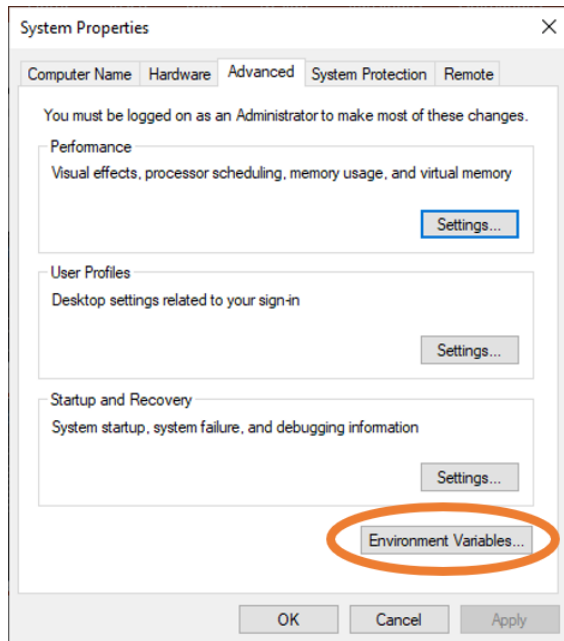 System Properties
Computer Name Hardware Advanced System Protection Remote
You must be logged on as an Administrator to make most of these changes.
Performance
Visual effects, processor scheduling, memory usage, and virtual memory
Settings...
User Profiles
Desktop settings related to your sign-in
Settings...
Startup and Recovery
System startup, system failure, and debugging information
Settings...
Environment Variables...
OK Cancel Apply